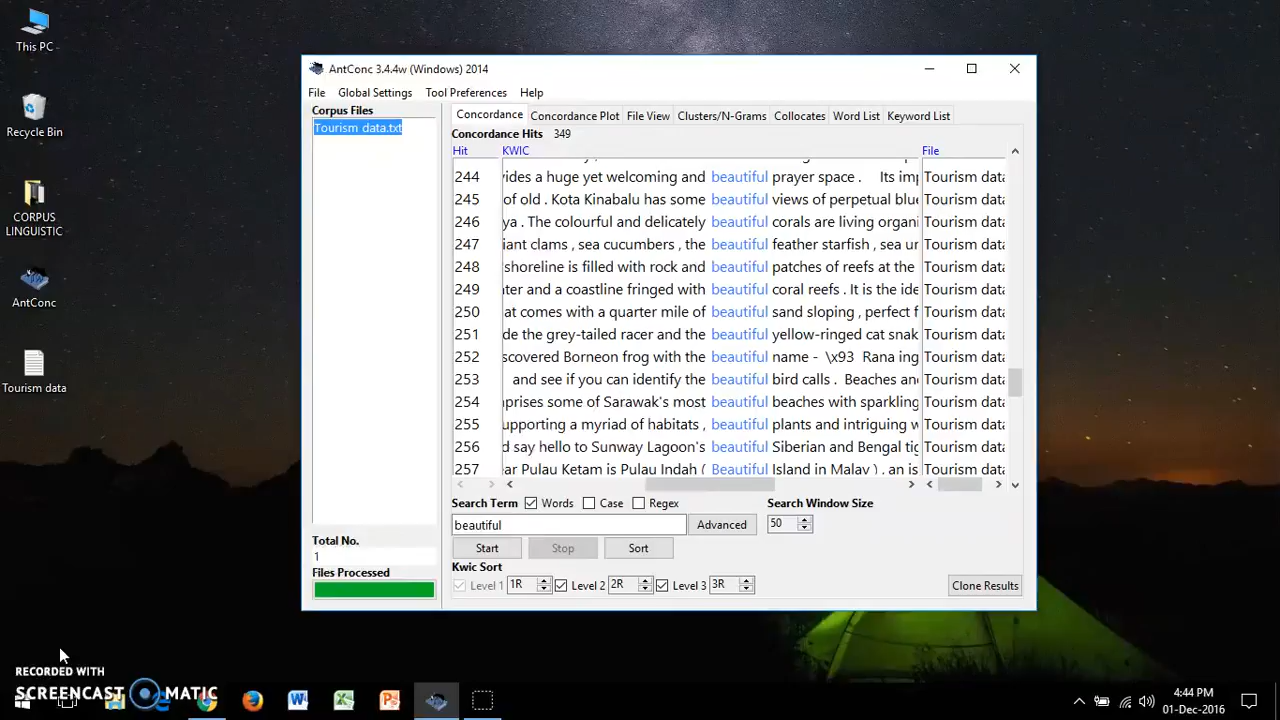 This PC
Recycle Bin
CORPUS
LINGUISTIC
AntConc
Tourism data
AntConc 3.4.4w (Windows) 2014
File Global Settings Tool Preferences Help
Corpus Files
Tourism data.txt
Total No.
1
Files Processed
Concordance Concordance Plot File View Clusters/N-Grams Collocates Word List Keyword List
Concordance Hits 349
Hit KWIC File
244 vides a huge yet welcoming and beautiful prayer space . Its imp Tourism data
245 of old . Kota Kinabalu has some beautiful views of perpetual blue Tourism data
246 ya . The colourful and delicately beautiful corals are living organi Tourism data
247 iant clams , sea cucumbers , the beautiful feather starfish , sea ur Tourism data
248 shoreline is filled with rock and beautiful patches of reefs at the Tourism data
249 ter and a coastline fringed with beautiful coral reefs . It is the ide Tourism data
250 at comes with a quarter mile of beautiful sand sloping , perfect f Tourism data
251 de the grey-tailed racer and the beautiful yellow-ringed cat snak Tourism data
252 scovered Borneon frog with the beautiful name - \x93 Rana ing Tourism data
253 and see if you can identify the beautiful bird calls . Beaches and Tourism data
254 nprises some of Sarawak's most beautiful beaches with sparkling Tourism data
255 upporting a myriad of habitats , beautiful plants and intriguing w Tourism data
256 d say hello to Sunway Lagoon's beautiful Siberian and Bengal tig Tourism data
257 ear Pulau Ketam is Pulau Indah ( Beautiful Island in Malay ) , an is Tourism data
Search Term Words Case Regex Search Window Size
beautiful Advanced 50
Start Stop Sort
Kwic Sort
Level 1 1R Level 2 2R Level 3 3R Clone Results
RECORDED WITH
SCREENCAST MATIC
4:44 PM
01-Dec-2016